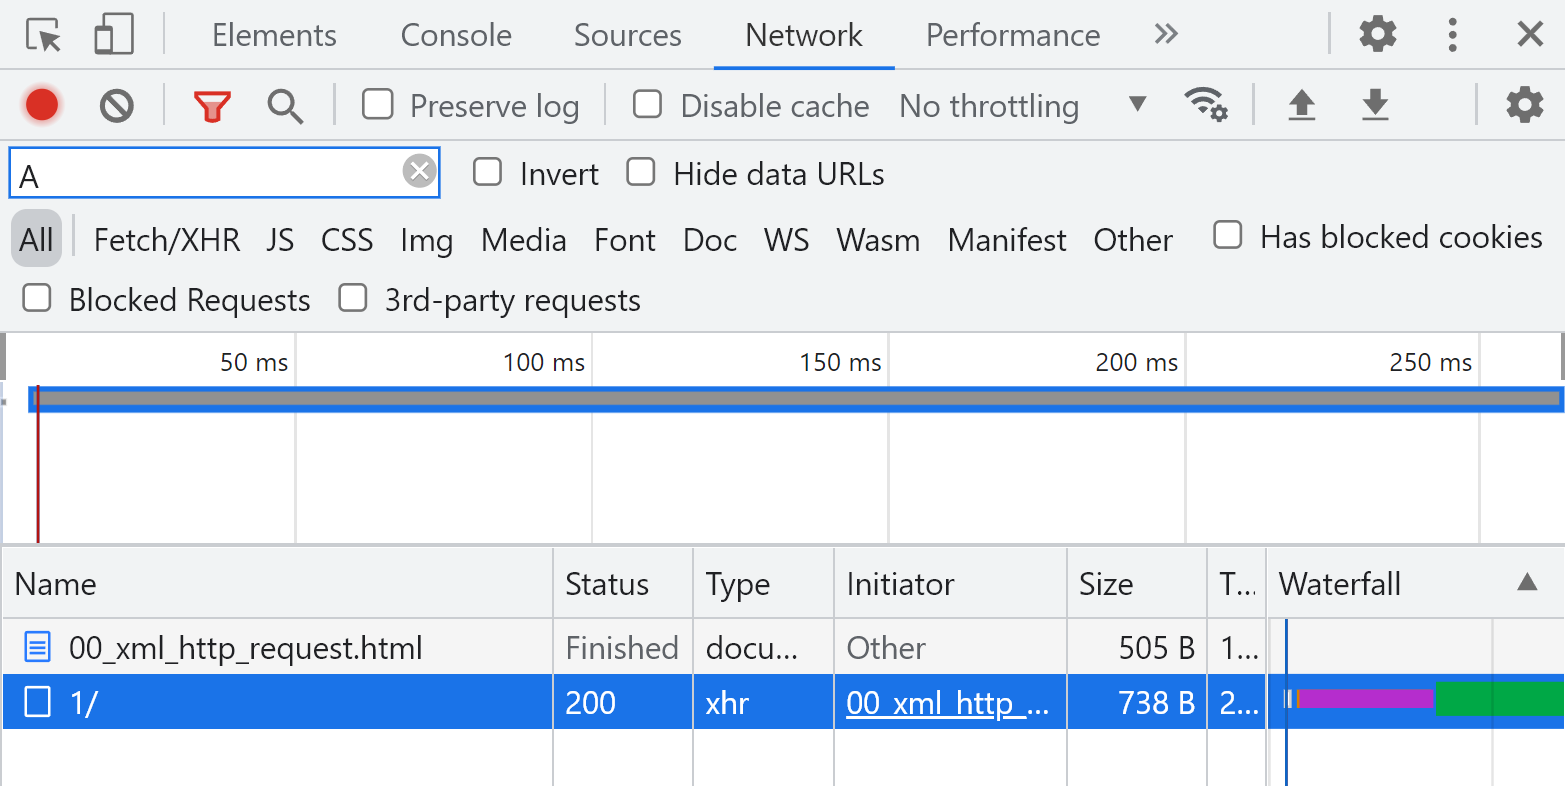 Elements Console Sources Network Performance
Preserve log Disable cache No throttling
A Invert Hide data URLs
All Fetch/XHR JS CSS Img Media Font Doc WS Wasm Manifest Other Has blocked cookies
Blocked Requests 3rd-party requests
50 ms 100 ms 150 ms 200 ms 250 ms
Name Status Type Initiator Size T... Waterfall
00_xml_http_request.html Finished docu... Other 505 B 1...
1/ 200 xhr 00_xml_http_... 738 B 2...